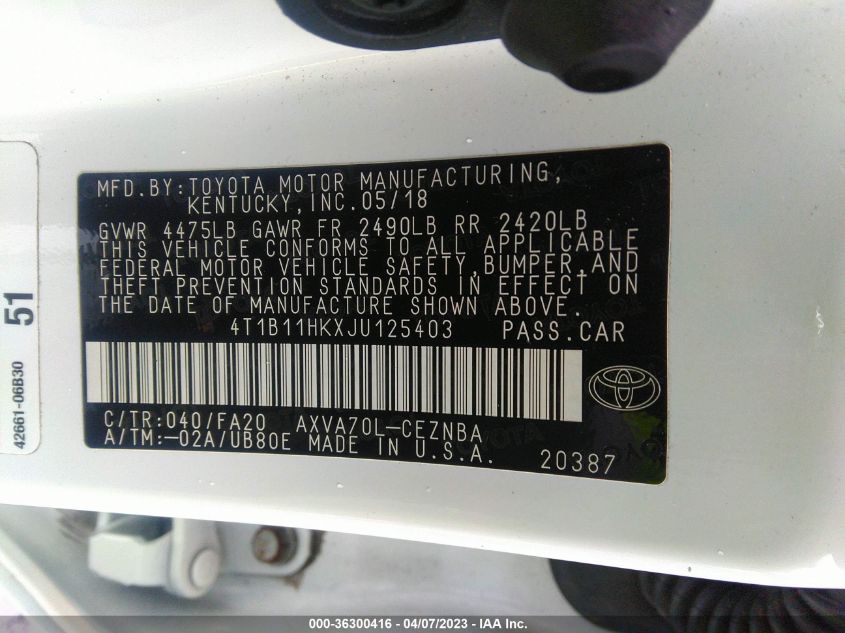 MFD.BY:TOYOTA MOTOR MANUFACTURING,
KENTUCKY,INC.05/18
GVWR 4475LB GAWR FR 2490LB RR 2420LB
THIS VEHICLE CONFORMS TO ALL APPLICABLE
FEDERAL MOTOR VEHICLE SAFETY,BUMPER,AND
THEFT PREVENTION STANDARDS IN EFFECT ON
THE DATE OF MANUFACTURE SHOWN ABOVE.
4T1B11HKXJU125403 PASS.CAR
C/TR:040/FA20 AXVA70L-CEZNBA
A/TM:-02A/UB80E MADE IN U.S.A. 20387
51
42661-06B30
000-36300416 - 04/07/2023 - IAA Inc.